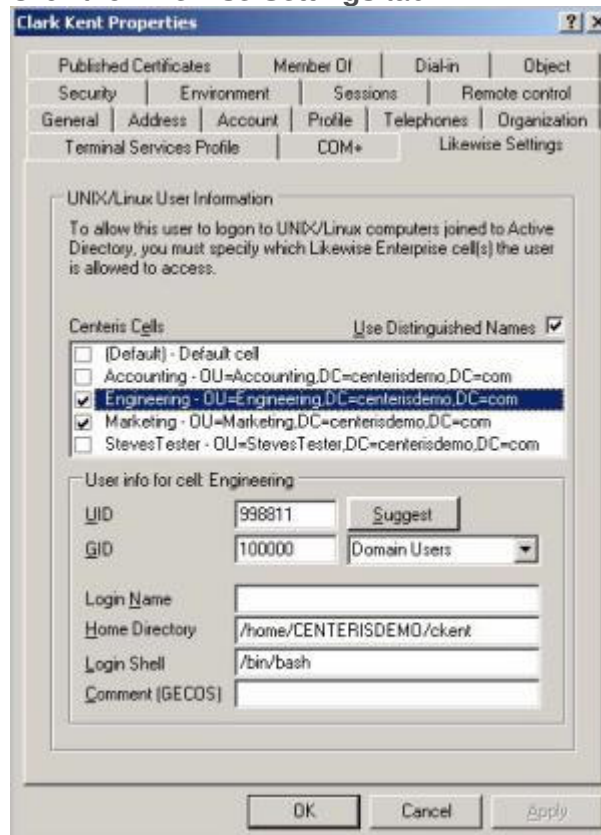 Clark Kent Properties
Published Certificates Member Of Dial-in Object
Security Environment Sessions Remote control
General Address Account Profile Telephones Organization
Terminal Services Profile COM+ Likewise Settings
UNIX/Linux User Information
To allow this user to logon to UNIX/Linux computers joined to Active
Directory, you must specify which Likewise Enterprise cell(s) the user
is allowed to access.
Centeris Cells Use Distinguished Names
(Default) - Default cell
Accounting - OU=Accounting,DC=centerisdemo,DC=com
Engineering - OU=Engineering,DC=centerisdemo,DC=com
Marketing - OU=Marketing,DC=centerisdemo,DC=com
StevesTester - OU=StevesTester,DC=centerisdemo,DC=com
User info for cell: Engineering
UID 998811 Suggest
GID 100000 Domain Users
Login Name
Home Directory /home/CENTERISDEMO/ckent
Login Shell /bin/bash
Comment (GECOS)
OK Cancel Apply